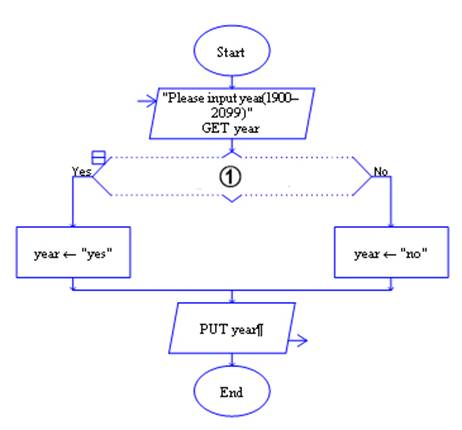 Start
"Please input year(1900–
2099)"
GET year
Yes
①
No
year ← "yes"
year ← "no"
PUT year¶
End